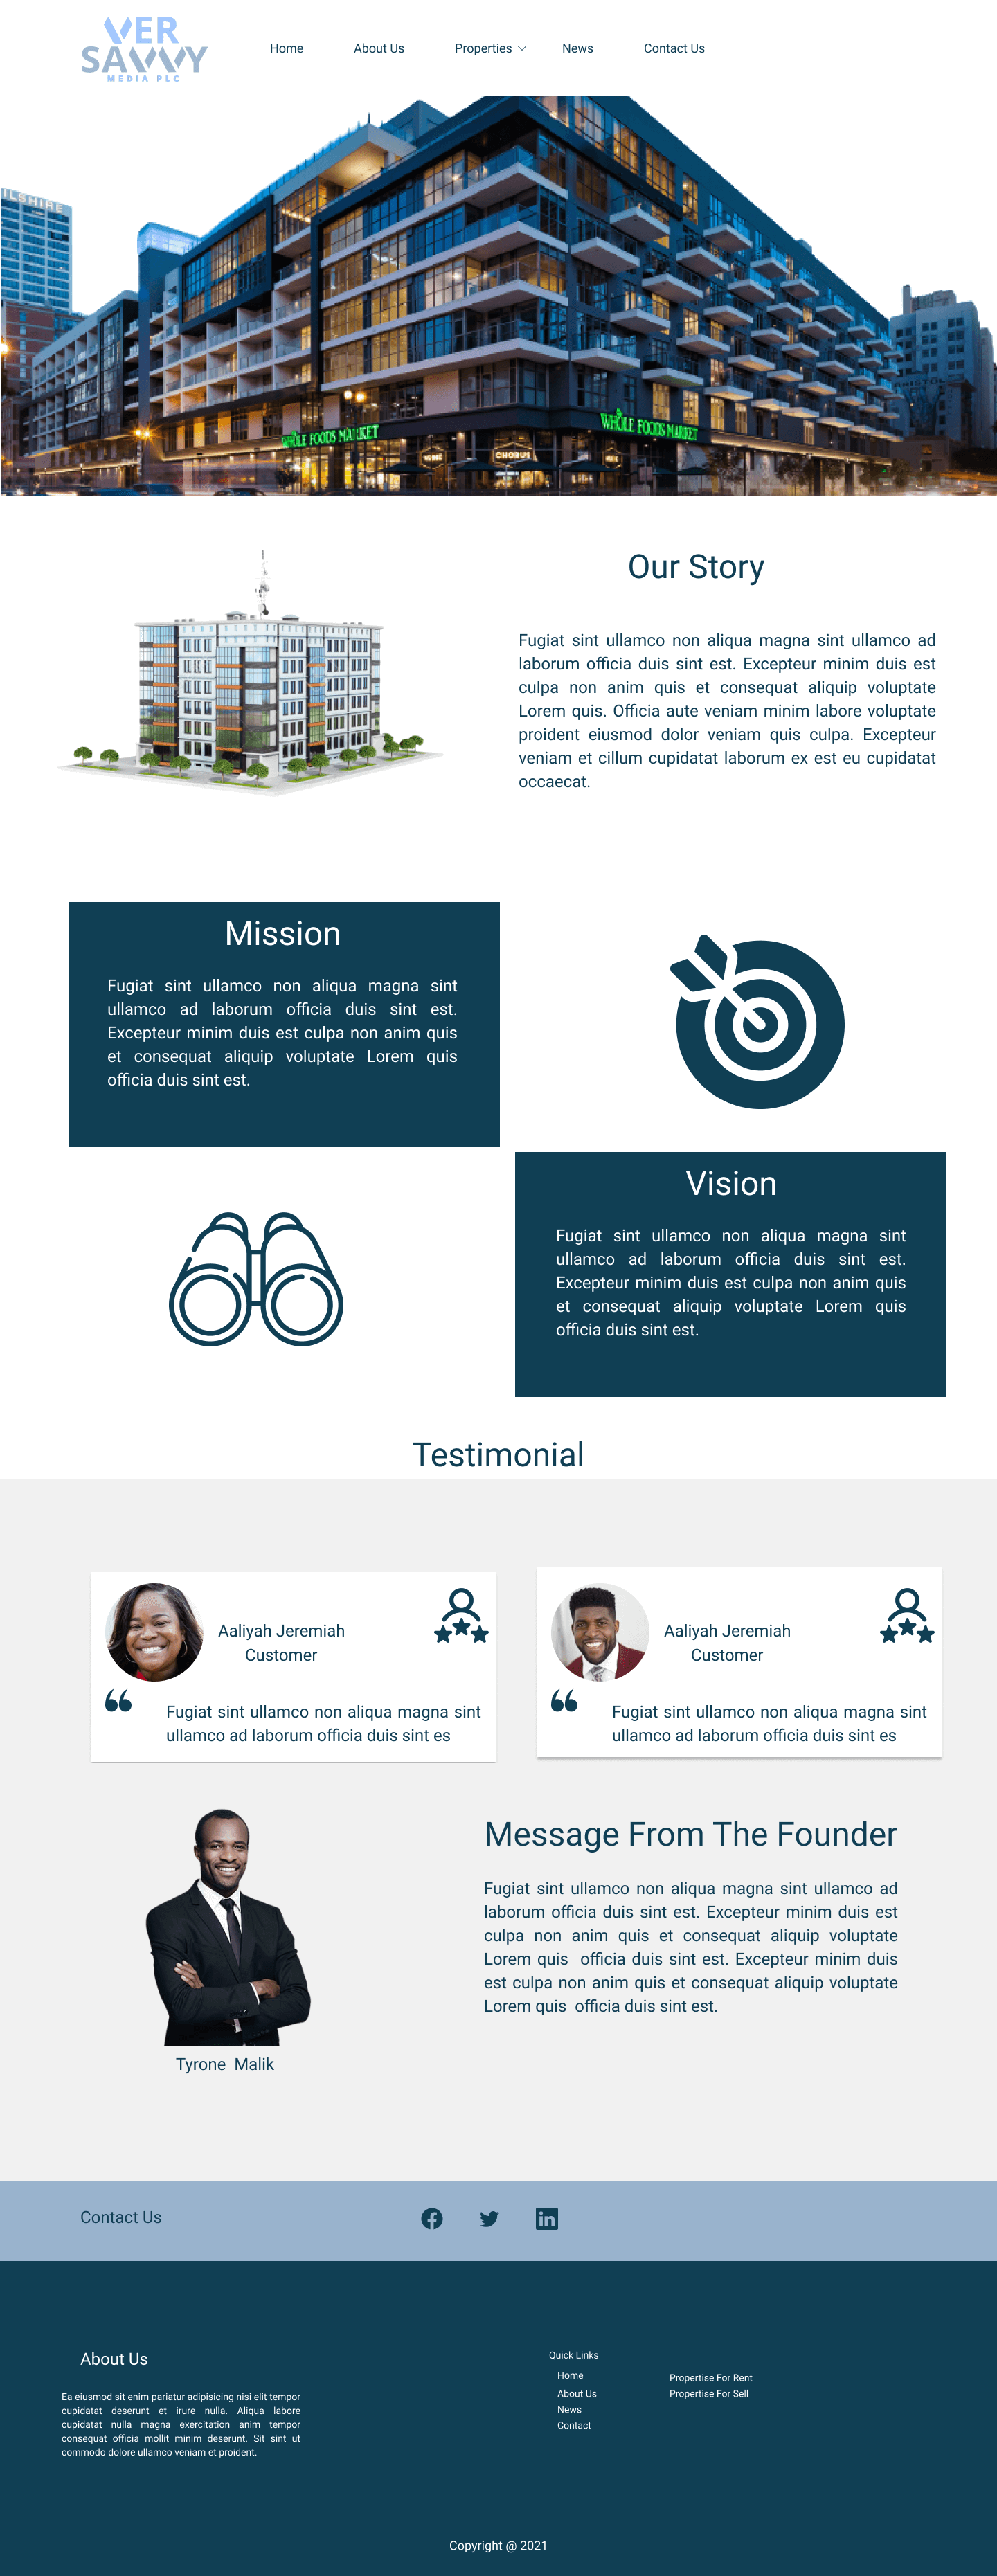 VER
SAVVY
MEDIA PLC
Home About Us Properties News Contact Us
ILSHIRE
WHOLE FOODS MARKET
WHOLE FOODS MARKET
CHORUS
Our Story
Fugiat sint ullamco non aliqua magna sint ullamco ad
laborum officia duis sint est. Excepteur minim duis est
culpa non anim quis et consequat aliquip voluptate
Lorem quis. Officia aute veniam minim labore voluptate
proident eiusmod dolor veniam quis culpa. Excepteur
veniam et cillum cupidatat laborum ex est eu cupidatat
occaecat.
Mission
Fugiat sint ullamco non aliqua magna sint
ullamco ad laborum officia duis sint est.
Excepteur minim duis est culpa non anim quis
et consequat aliquip voluptate Lorem quis
officia duis sint est.
Vision
Fugiat sint ullamco non aliqua magna sint
ullamco ad laborum officia duis sint est.
Excepteur minim duis est culpa non anim quis
et consequat aliquip voluptate Lorem quis
officia duis sint est.
Testimonial
Aaliyah Jeremiah
Customer
Fugiat sint ullamco non aliqua magna sint
ullamco ad laborum officia duis sint es
Aaliyah Jeremiah
Customer
Fugiat sint ullamco non aliqua magna sint
ullamco ad laborum officia duis sint es
Message From The Founder
Fugiat sint ullamco non aliqua magna sint ullamco ad
laborum officia duis sint est. Excepteur minim duis est
culpa non anim quis et consequat aliquip voluptate
Lorem quis officia duis sint est. Excepteur minim duis
est culpa non anim quis et consequat aliquip voluptate
Lorem quis officia duis sint est.
Tyrone Malik
Contact Us
About Us
Ea eiusmod sit enim pariatur adipisicing nisi elit tempor
cupidatat deserunt et irure nulla. Aliqua labore
cupidatat nulla magna exercitation anim tempor
consequat officia mollit minim deserunt. Sit sint ut
commodo dolore ullamco veniam et proident.
Quick Links
Home
About Us
News
Contact
Propertise For Rent
Propertise For Sell
Copyright @ 2021